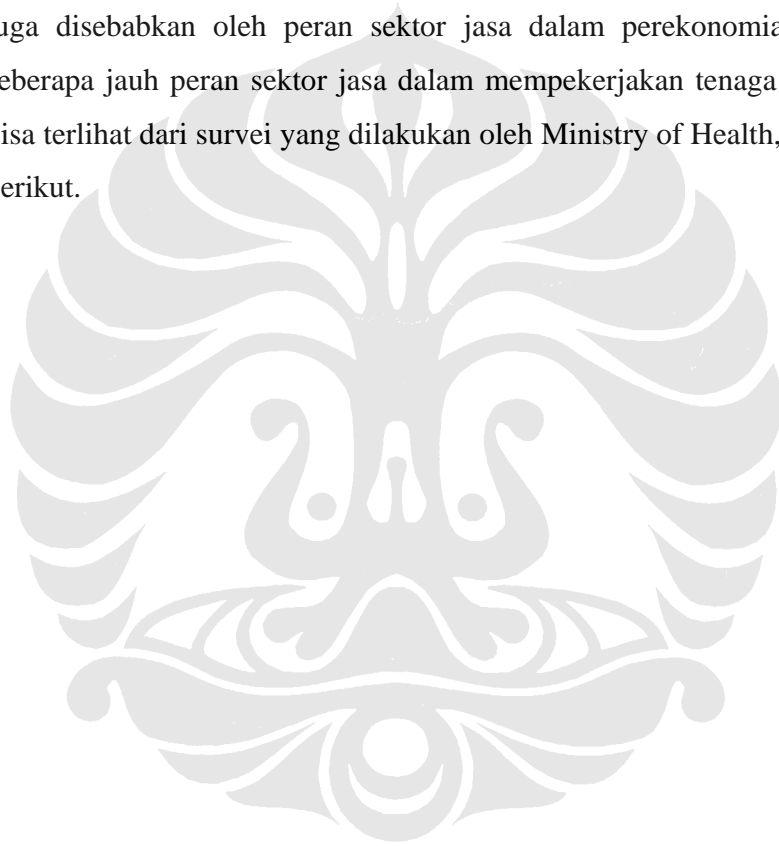 uga disebabkan oleh peran sektor jasa dalam perekonomia
eberapa jauh peran sektor jasa dalam mempekerjakan tenaga
isa terlihat dari survei yang dilakukan oleh Ministry of Health,
erikut.